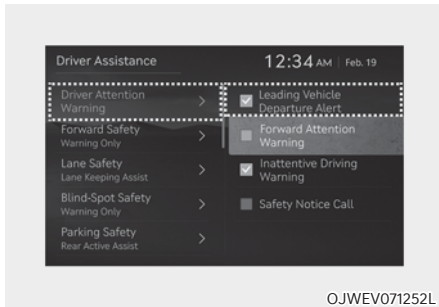 Driver Assistance
12:34 AM Feb. 19
Driver Attention
Warning
Forward Safety
Warning Only
Lane Safety
Lane Keeping Assist
Blind-Spot Safety
Warning Only
Parking Safety
Rear Active Assist
Leading Vehicle
Departure Alert
Forward Attention
Warning
Inattentive Driving
Warning
Safety Notice Call
OJWEV071252L